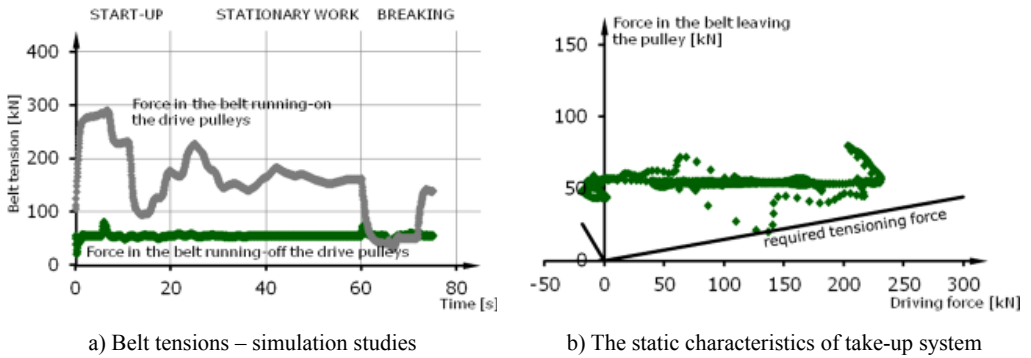 START-UP STATIONARY WORK BREAKING
400
300
200
100
0
0 20 40 60 80
Belt tension [kN]
Time [s]
Force in the belt running-on
the drive pulleys
Force in the belt running-off the drive pulleys
a) Belt tensions – simulation studies
Force in the belt leaving
the pulley [kN]
150
100
50
0
-50 0 50 100 150 200 250 300
Driving force [kN]
required tensioning force
b) The static characteristics of take-up system